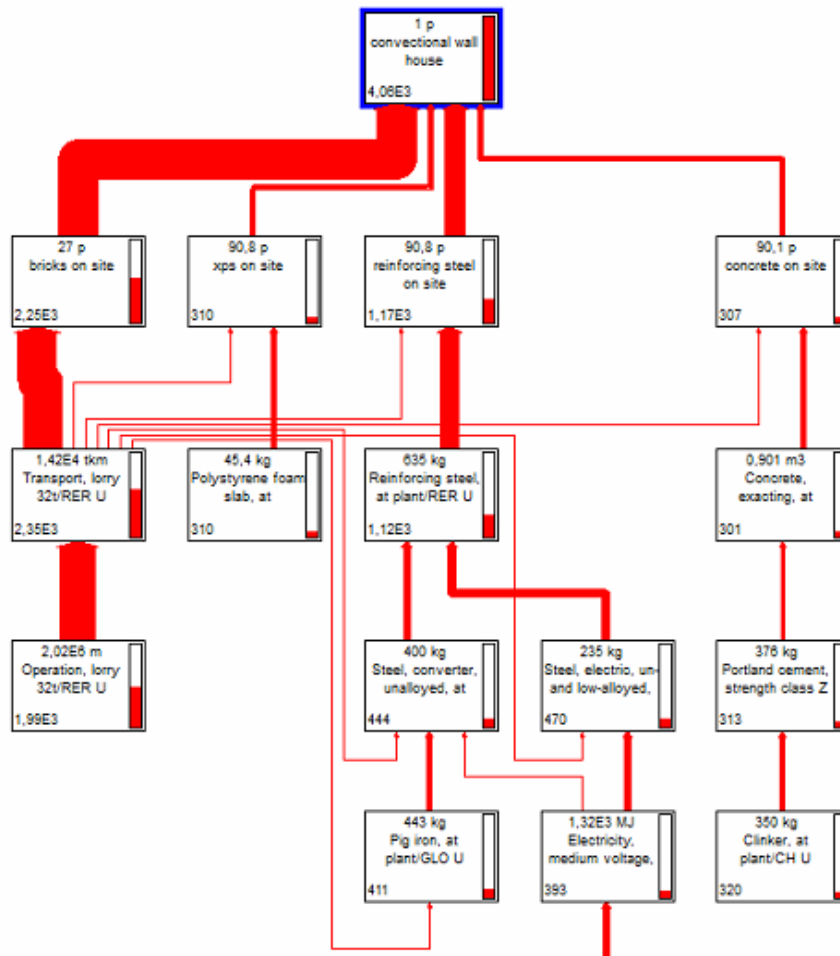 1 p
convectional wall
house
4,06E3
27 p
bricks on site
2,25E3
90,8 p
xps on site
310
90,8 p
reinforcing steel
on site
1,17E3
90,1 p
concrete on site
307
1,42E4 tkm
Transport, lorry
32t/RER U
2,35E3
45,4 kg
Polystyrene foam
slab, at
310
635 kg
Reinforcing steel,
at plant/RER U
1,12E3
0,901 m3
Concrete,
exacting, at
301
2,02E6 m
Operation, lorry
32t/RER U
1,99E3
400 kg
Steel, converter,
unalloyed, at
444
235 kg
Steel, electric, un-
and low-alloyed,
470
376 kg
Portland cement,
strength class Z
313
443 kg
Pig iron, at
plant/GLO U
411
1,32E3 MJ
Electricity,
medium voltage,
393
350 kg
Clinker, at
plant/CH U
320